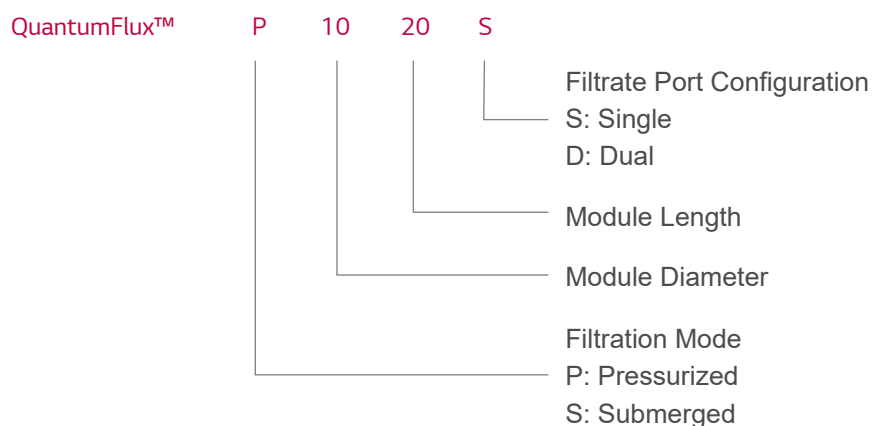 QuantumFlux™ P 10 20 S
Filtrate Port Configuration
S: Single
D: Dual
Module Length
Module Diameter
Filtration Mode
P: Pressurized
S: Submerged